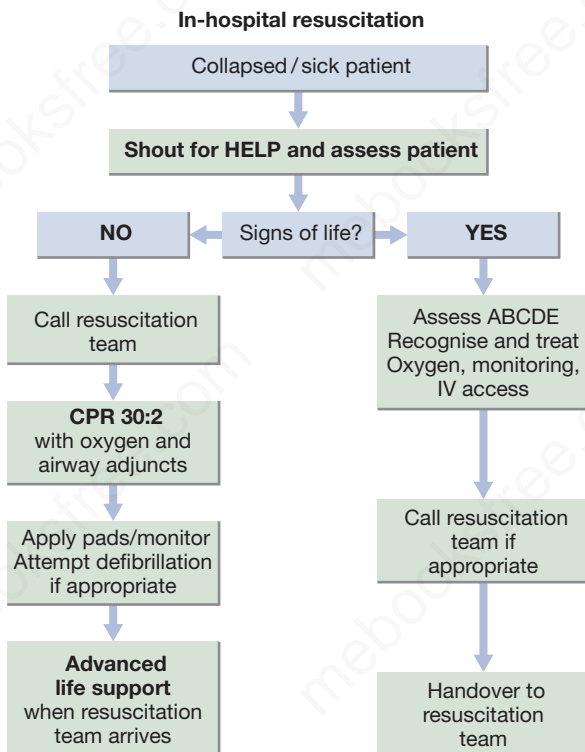 In-hospital resuscitation
Collapsed/sick patient
Shout for HELP and assess patient
NO
Signs of life?
YES
Call resuscitation
team
CPR 30:2
with oxygen and
airway adjuncts
Apply pads/monitor
Attempt defibrillation
if appropriate
Advanced
life support
when resuscitation
team arrives
Assess ABCDE
Recognise and treat
Oxygen, monitoring,
IV access
Call resuscitation
team if
appropriate
Handover to
resuscitation
team